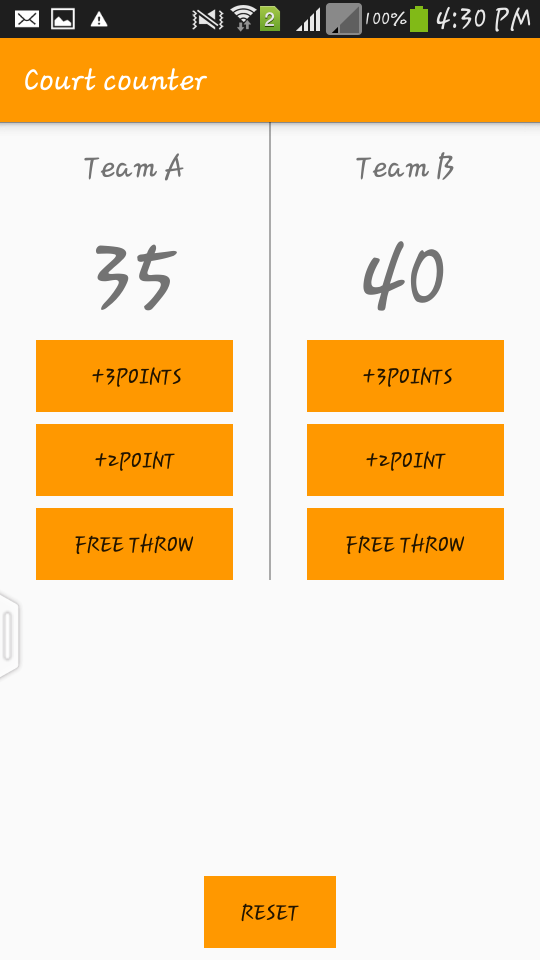 2 100% 4:30 PM
Court counter
Team A
35
+3POINTS
+2POINT
FREE THROW
Team B
40
+3POINTS
+2POINT
FREE THROW
RESET